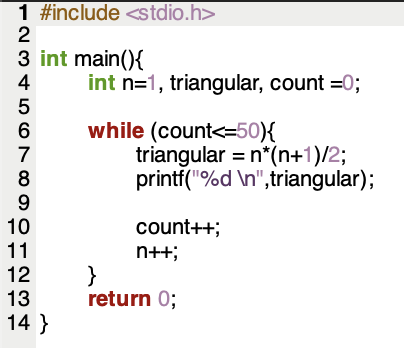 1 #include <stdio.h>
2
3 int main(){
4 int n=1, triangular, count =0;
5
6 while (count<=50){
7 triangular = n*(n+1)/2;
8 printf("%d \n",triangular);
9
10 count++;
11 n++;
12 }
13 return 0;
14 }